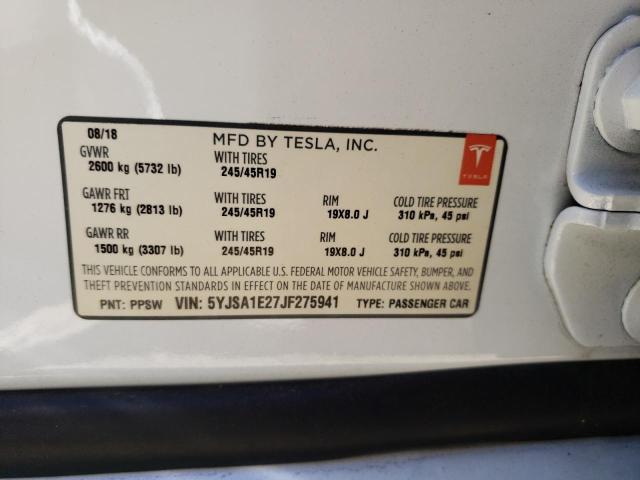 08/18 MFD BY TESLA, INC.
GVWR WITH TIRES
2600 kg (5732 lb) 245/45R19
TESLA
GAWR FRT WITH TIRES RIM COLD TIRE PRESSURE
1276 kg (2813 lb) 245/45R19 19X8.0 J 310 kPa, 45 psi
GAWR RR WITH TIRES RIM COLD TIRE PRESSURE
1500 kg (3307 lb) 245/45R19 19X8.0 J 310 kPa, 45 psi
THIS VEHICLE CONFORMS TO ALL APPLICABLE U.S. FEDERAL MOTOR VEHICLE SAFETY, BUMPER, AND
THEFT PREVENTION STANDARDS IN EFFECT ON THE DATE OF MANUFACTURE SHOWN ABOVE.
PNT: PPSW VIN: 5YJSA1E27JF275941 TYPE: PASSENGER CAR